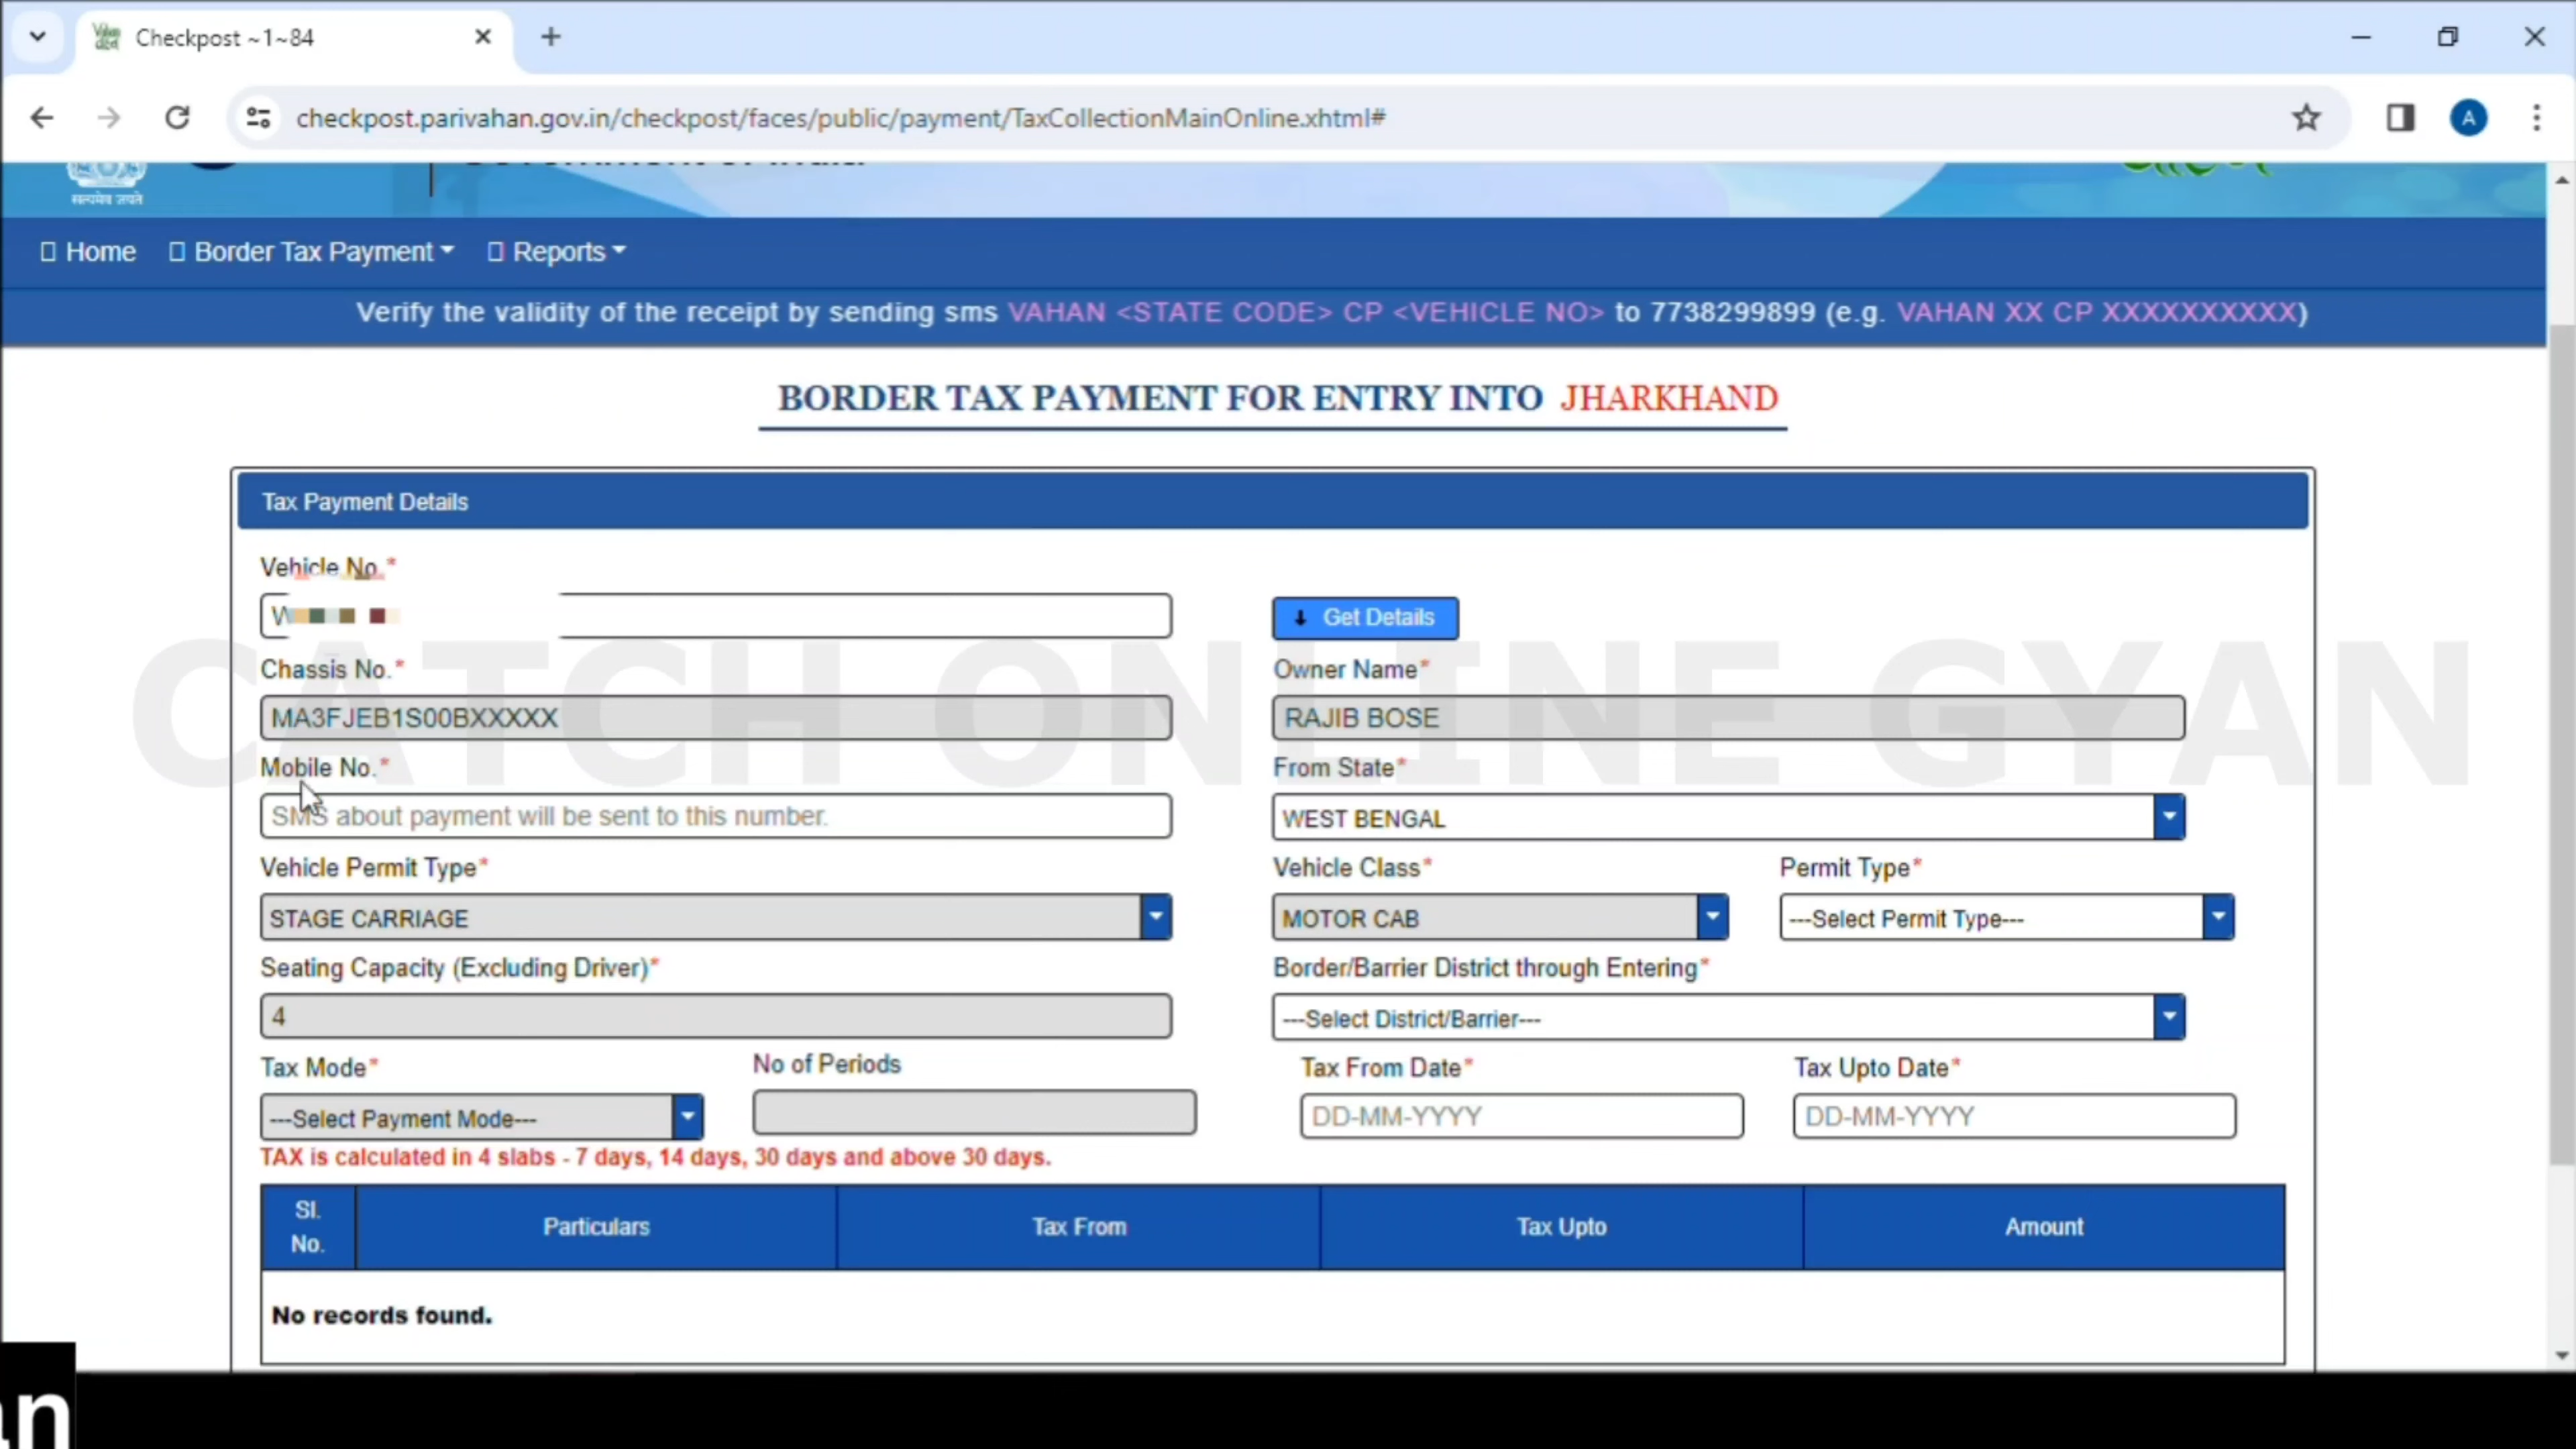 Checkpost ~1~84
checkpost.parivahan.gov.in/checkpost/faces/public/payment/TaxCollectionMainOnline.xhtml#
A
सत्यमेव जयते
Home Border Tax Payment Reports
Verify the validity of the receipt by sending sms VAHAN <STATE CODE> CP <VEHICLE NO> to 7738299899 (e.g. VAHAN XX CP XXXXXXXXXX)
BORDER TAX PAYMENT FOR ENTRY INTO JHARKHAND
Tax Payment Details
Vehicle No.*
Get Details
CATCH ONLINE GYAN
Chassis No.* Owner Name*
MA3FJEB1S00BXXXXX RAJIB BOSE
Mobile No.* From State*
SMS about payment will be sent to this number. WEST BENGAL
Vehicle Permit Type* Vehicle Class* Permit Type*
STAGE CARRIAGE MOTOR CAB ---Select Permit Type---
Seating Capacity (Excluding Driver)* Border/Barrier District through Entering*
4 ---Select District/Barrier---
Tax Mode* No of Periods Tax From Date* Tax Upto Date*
---Select Payment Mode--- DD-MM-YYYY DD-MM-YYYY
TAX is calculated in 4 slabs - 7 days, 14 days, 30 days and above 30 days.
Sl. No. Particulars Tax From Tax Upto Amount
No records found.